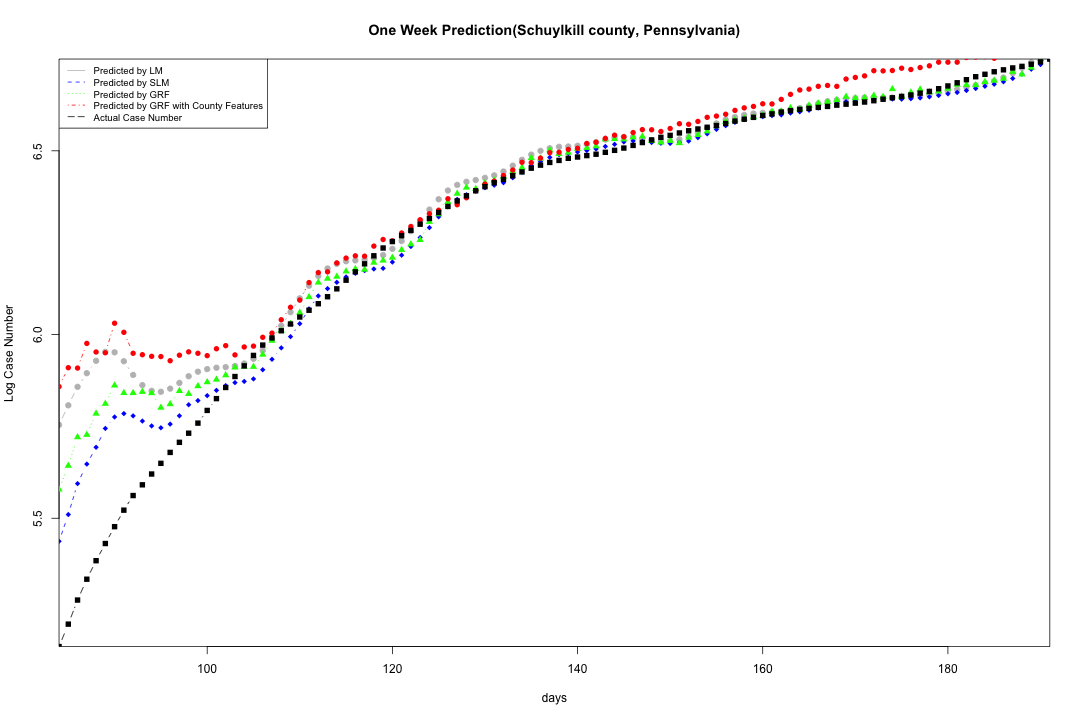 One Week Prediction(Schuylkill county, Pennsylvania)
Predicted by LM
Predicted by SLM
Predicted by GRF
Predicted by GRF with County Features
Actual Case Number
Log Case Number
6.5
6.0
5.5
100 120 140 160 180
days